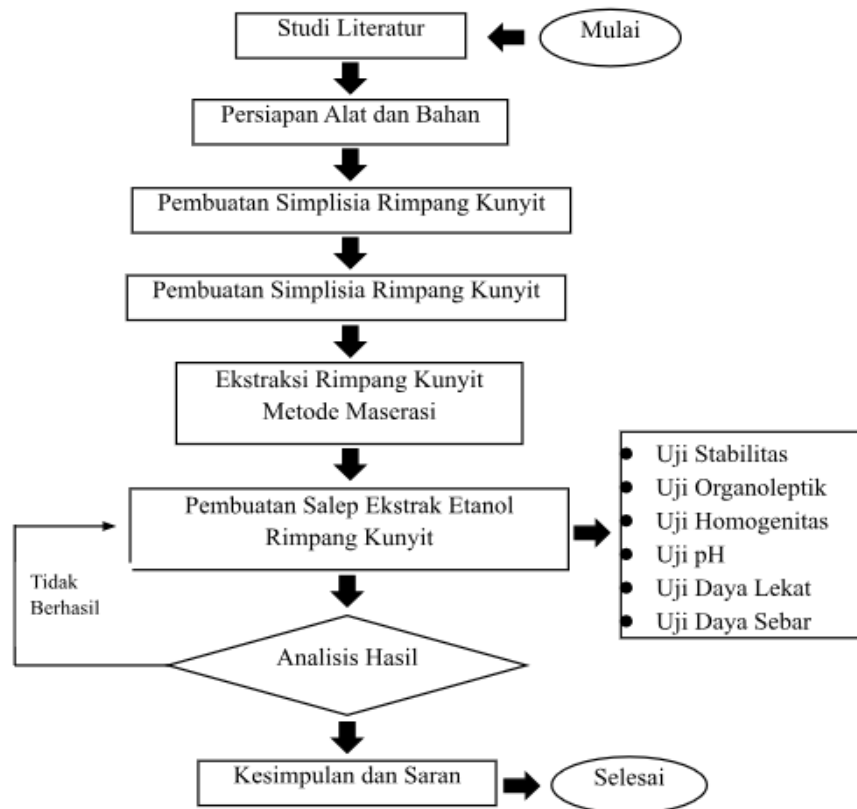 Mulai
Studi Literatur
Persiapan Alat dan Bahan
Pembuatan Simplisia Rimpang Kunyit
Pembuatan Simplisia Rimpang Kunyit
Ekstraksi Rimpang Kunyit
Metode Maserasi
Pembuatan Salep Ekstrak Etanol
Rimpang Kunyit
● Uji Stabilitas
● Uji Organoleptik
● Uji Homogenitas
● Uji pH
● Uji Daya Lekat
● Uji Daya Sebar
Tidak
Berhasil
Analisis Hasil
Kesimpulan dan Saran
Selesai